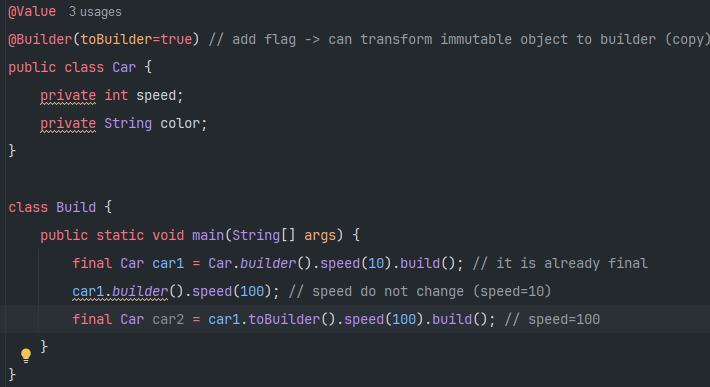 @Value 3 usages
@Builder(toBuilder=true) // add flag -> can transform immutable object to builder (copy)
public class Car {
    private int speed;
    private String color;
}
class Build {
    public static void main(String[] args) {
        final Car car1 = Car.builder().speed(10).build(); // it is already final
        car1.builder().speed(100); // speed do not change (speed=10)
        final Car car2 = car1.toBuilder().speed(100).build(); // speed=100
    }
}